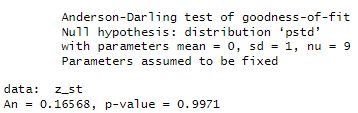 Anderson-Darling test of goodness-of-fit
Null hypothesis: distribution ‘pstd’
with parameters mean = 0, sd = 1, nu = 9
Parameters assumed to be fixed
data:  z_st
An = 0.16568, p-value = 0.9971